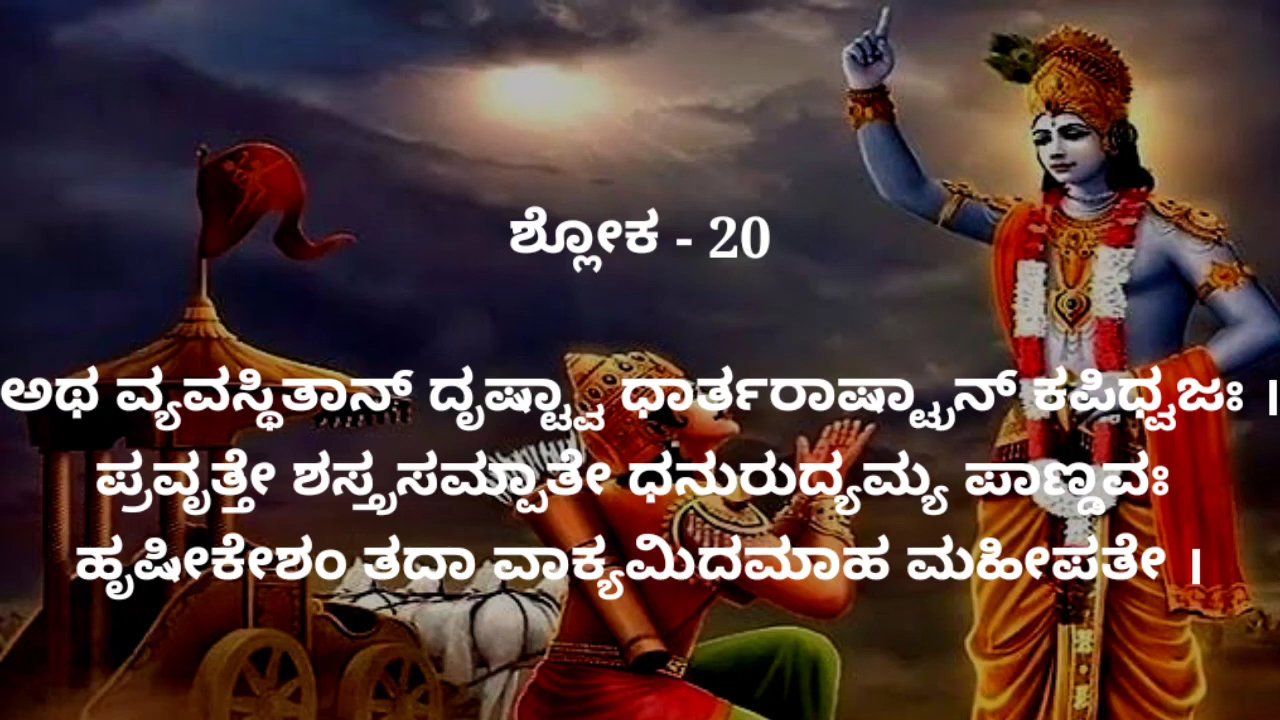 ಶ್ಲೋಕ - 20
ಅಥ ವ್ಯವಸ್ಥಿತಾನ್ ದೃಷ್ಟ್ವಾ ಧಾರ್ತರಾಷ್ಟ್ರಾನ್ ಕಪಿಧ್ವಜಃ ।
ಪ್ರವೃತ್ತೇ ಶಸ್ತ್ರಸಮ್ಪಾತೇ ಧನುರುದ್ಯಮ್ಯ ಪಾಣ್ಡವಃ
ಹೃಷೀಕೇಶಂ ತದಾ ವಾಕ್ಯಮಿದಮಾಹ ಮಹೀಪತೇ ।